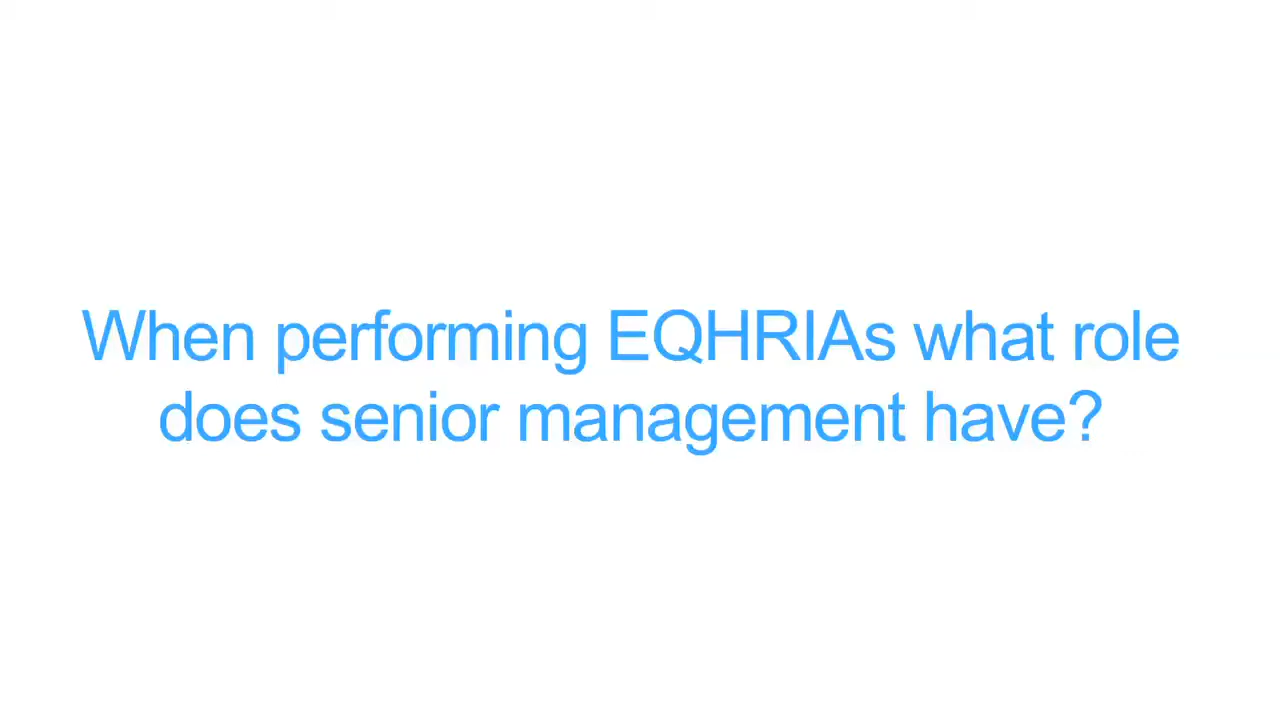 When performing EQHRIAs what role
does senior management have?